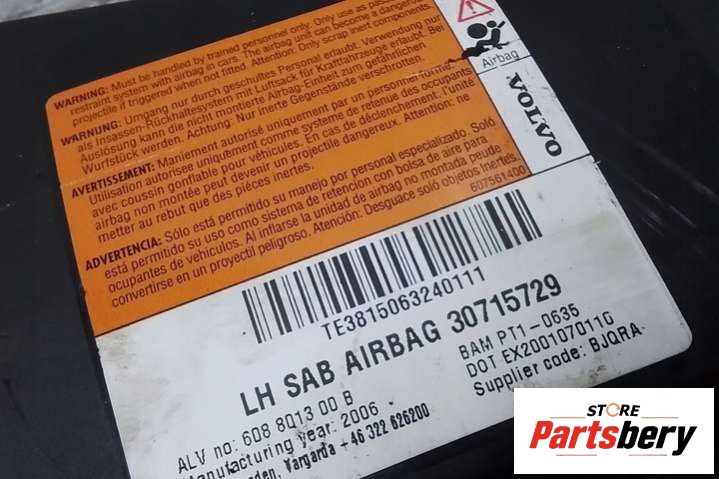 WARNING: Must be handled by trained personnel only. Only use as
restraint system with airbag in cars. The airbag unit can become a dangerous
projectile if triggered when not fitted. Attention: Only scrap inert components.
WARNUNG: Umgang nur durch geschultes Personal erlaubt. Verwendung nur
als Insassen-Rückhaltesystem mit Luftsack für Kraftfahrzeuge erlaubt. Bei
Auslösung kann die nicht montierte Airbag-Einheit zum gefährlichen
Wurfstück werden. Achtung: Nur inerte Gegenstände verschrotten.
AVERTISSEMENT: Maniement autorisé uniquement par un personnel formé.
Utilisation autorisée uniquement comme système de retenue des occupants
avec coussin gonflable pour véhicules. En cas de déclenchement: l'unité
airbag non montée peut devenir un projectile dangereux. Attention: ne
metter au rebut que des pièces inertes.
ADVERTENCIA: Sólo está permitido su manejo por personal especializado. Sólo
está permitido su uso como sistema de retención con bolsa de aire para
ocupantes de vehículos. Al inflarse la unidad de airbag no montada puede
convertirse en un proyectil peligroso. Atención: Desguace solo objetos inertes.
607561400
Airbag
VOLVO
TE3815063240111
LH SAB AIRBAG 30715729
ALV no: 608 8013 00 B
BAM PT1-0635
Manufacturing year: 2006
DOT EX2001070110
Vårgårda +46 322 626200
Supplier code: BJQRA
STORE
Partsbery